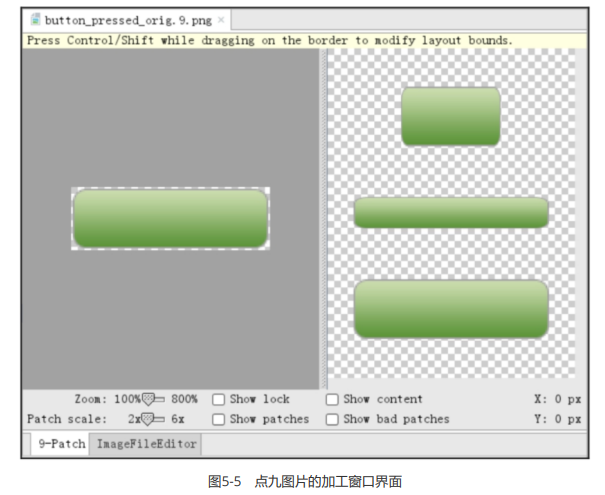 button_pressed_orig.9.png ×
Press Control/Shift while dragging on the border to modify layout bounds.
Zoom: 100% 800% Show lock Show content X: 0 px
Patch scale: 2x 6x Show patches Show bad patches Y: 0 px
9-Patch ImageFileEditor
图5-5 点九图片的加工窗口界面